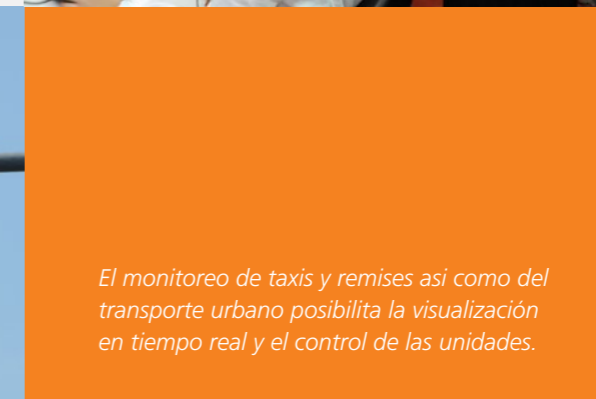 El monitoreo de taxis y remises asi como del
transporte urbano posibilita la visualización
en tiempo real y el control de las unidades.